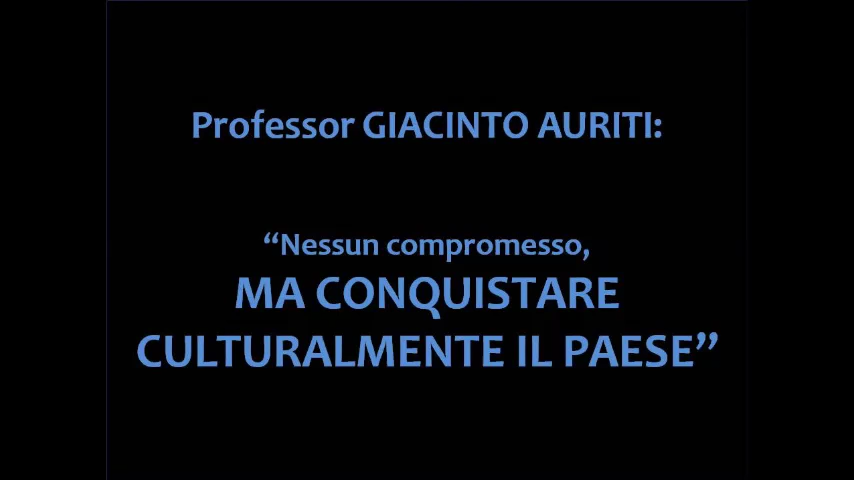 Professor GIACINTO AURITI:
“Nessun compromesso,
MA CONQUISTARE
CULTURALMENTE IL PAESE”